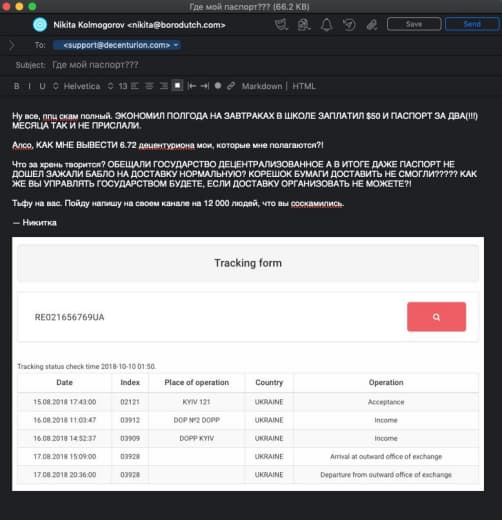 Где мой паспорт??? (66.2 KB)
Nikita Kolmogorov <nikita@borodutch.com>
Save
Send
To: <support@decenturion.com>
Subject: Где мой паспорт???
B I U Helvetica 13 Markdown | HTML
Ну все, ппц скам полный. ЭКОНОМИЛ ПОЛГОДА НА ЗАВТРАКАХ В ШКОЛЕ ЗАПЛАТИЛ $50 И ПАСПОРТ ЗА ДВА(!!!)
МЕСЯЦА ТАК И НЕ ПРИСЛАЛИ.
Алсо, КАК МНЕ ВЫВЕСТИ 6.72 децентуриона мои, которые мне полагаются?!
Что за хрень творится? ОБЕЩАЛИ ГОСУДАРСТВО ДЕЦЕНТРАЛИЗОВАННОЕ А В ИТОГЕ ДАЖЕ ПАСПОРТ НЕ
ДОШЕЛ ЗАЖАЛИ БАБЛО НА ДОСТАВКУ НОРМАЛЬНУЮ? КОРЕШОК БУМАГИ ДОСТАВИТЬ НЕ СМОГЛИ????? КАК
ЖЕ ВЫ УПРАВЛЯТЬ ГОСУДАРСТВОМ БУДЕТЕ, ЕСЛИ ДОСТАВКУ ОРГАНИЗОВАТЬ НЕ МОЖЕТЕ?!
Тьфу на вас. Пойду напишу на своем канале на 12 000 людей, что вы соскамились.
— Никитка
Tracking form
RE021656769UA
Tracking status check time 2018-10-10 01:50.
Date Index Place of operation Country Operation
15.08.2018 17:43:00 02121 KYIV 121 UKRAINE Acceptance
16.08.2018 11:03:47 03912 DOP №2 DOPP UKRAINE Income
16.08.2018 14:52:37 03909 DOPP KYIV UKRAINE Income
17.08.2018 15:09:00 03928 UKRAINE Arrival at outward office of exchange
17.08.2018 20:36:00 03928 UKRAINE Departure from outward office of exchange